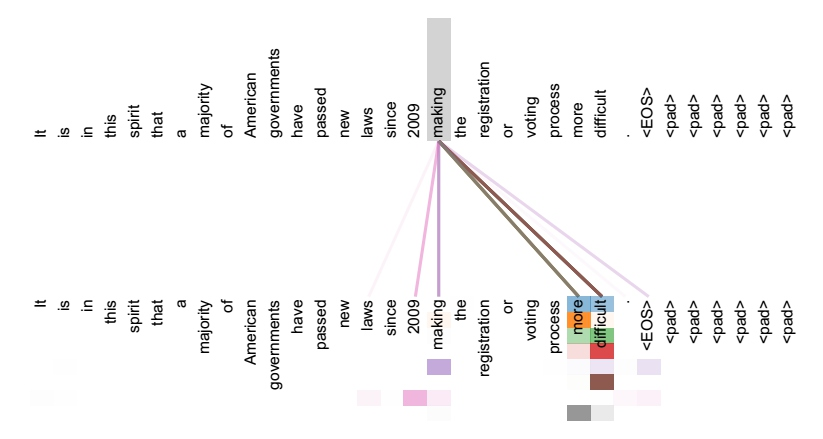 It is in this spirit that a majority of American governments have passed new laws since 2009 making the registration or voting process more difficult . <EOS> <pad> <pad> <pad> <pad> <pad> <pad>
It is in this spirit that a majority of American governments have passed new laws since 2009 making the registration or voting process more difficult . <EOS> <pad> <pad> <pad> <pad> <pad> <pad>